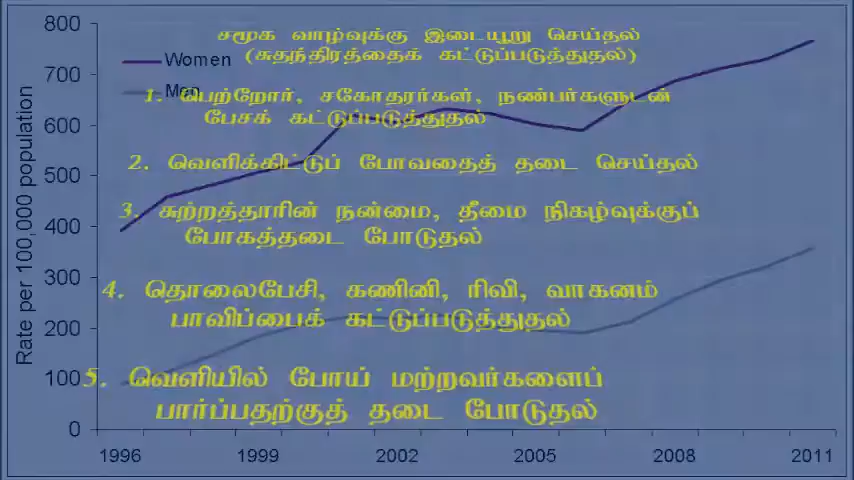 800
700
600
500
400
300
200
100
0
Rate per 100,000 population
1996
1999
2002
2005
2008
2011
Women
Men
சமூக வாழ்வுக்கு இடையூறு செய்தல்
(சுதந்திரத்தைக் கட்டுப்படுத்துதல்)
1. பெற்றோர், சகோதரர்கள், நண்பர்களுடன்
பேசக் கட்டுப்படுத்துதல்
2. வெளிக்கிட்டுப் போவதைத் தடை செய்தல்
3. சுற்றத்தாரின் நன்மை, தீமை நிகழ்வுக்குப்
போகத்தடை போடுதல்
4. தொலைபேசி, கணினி, ரிவி, வாகனம்
பாவிப்பைக் கட்டுப்படுத்துதல்
5. வெளியில் போய் மற்றவர்களைப்
பார்ப்பதற்குத் தடை போடுதல்